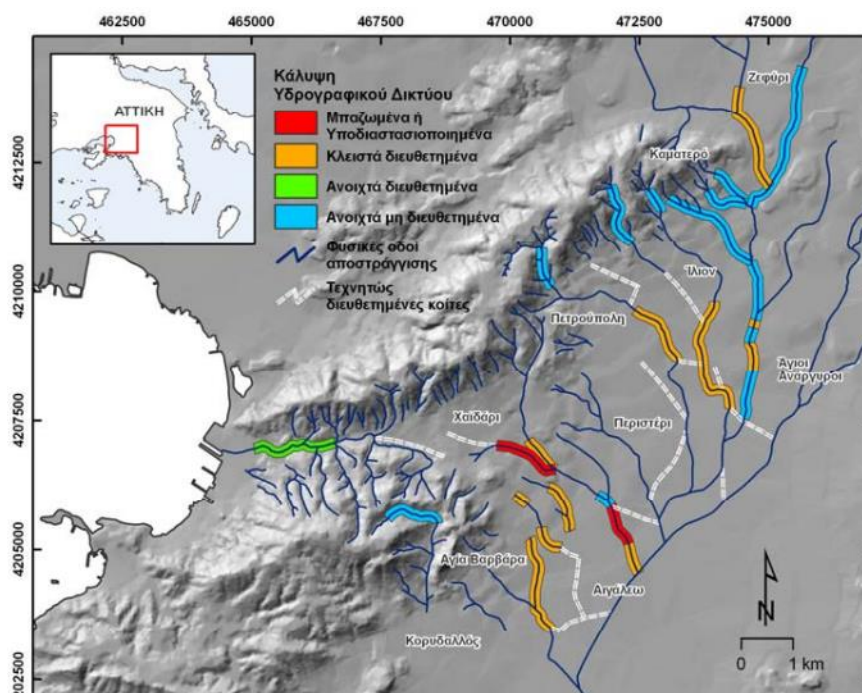 462500 465000 467500 470000 472500 475000
ΑΤΤΙΚΗ
Κάλυψη
Υδρογραφικού Δικτύου
Μπαζωμένα ή
Υποδιαστασιοποιημένα
Κλειστά διευθετημένα
Ανοιχτά διευθετημένα
Ανοιχτά μη διευθετημένα
Φυσικές οδοί
αποστράγγισης
Τεχνητώς
διευθετημένες κοίτες
Ζεφύρι
Καματερό
Ίλιον
Πετρούπολη
Άγιοι
Ανάργυροι
Χαϊδάρι
Περιστέρι
Αγία Βαρβάρα
Αιγάλεω
Κορυδαλλός
4212500
4210000
4207500
4205000
4202500
N
0 1 km